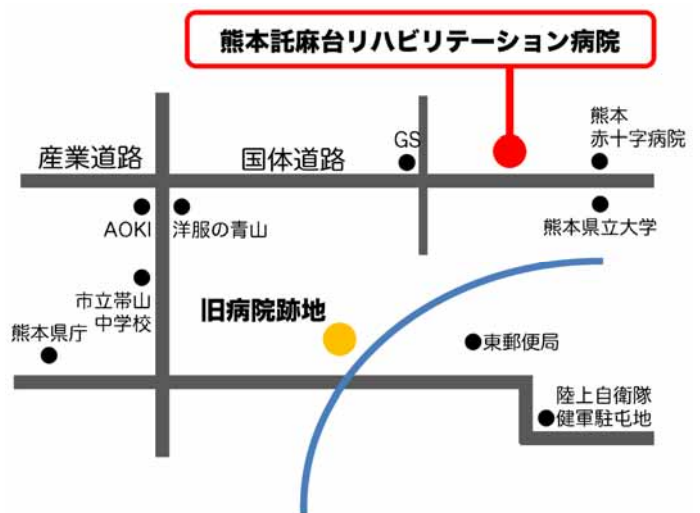 熊本託麻台リハビリテーション病院
熊本
赤十字病院
GS
産業道路
国体道路
AOKI
洋服の青山
熊本県立大学
市立帯山
中学校
旧病院跡地
熊本県庁
東郵便局
陸上自衛隊
健軍駐屯地